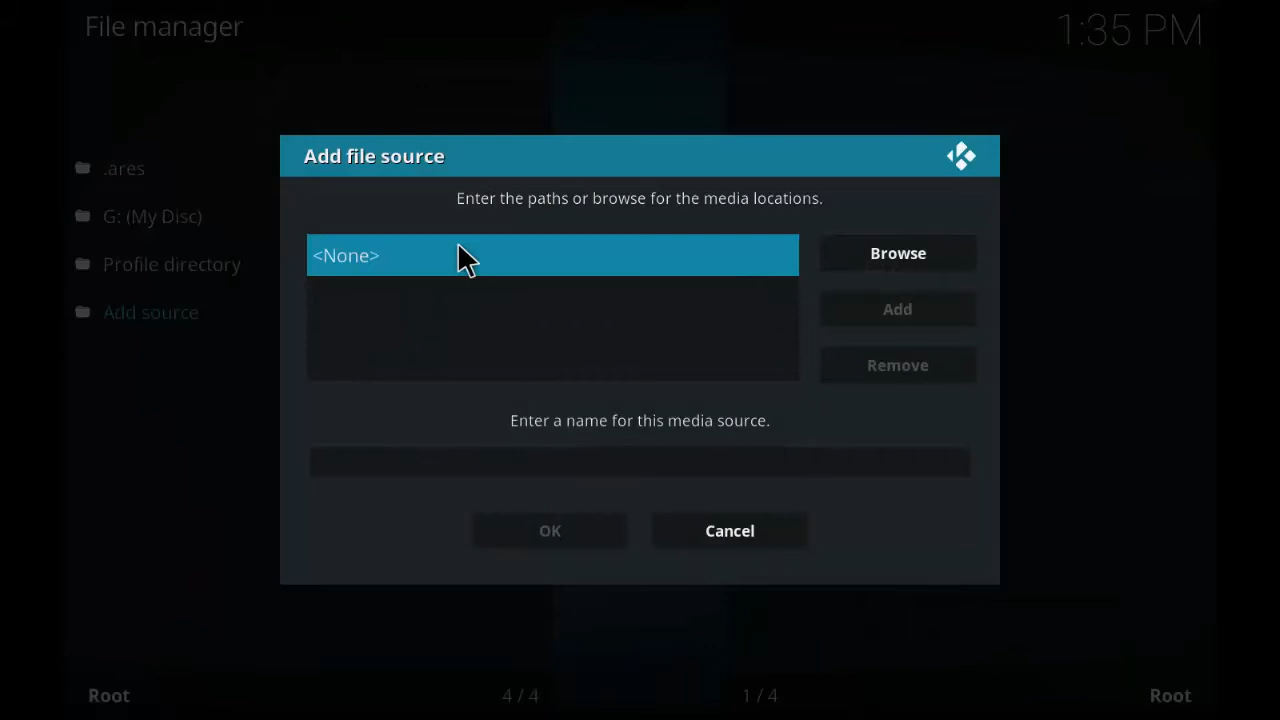 File manager
1:35 PM
.ares
G: (My Disc)
Profile directory
Add source
Add file source
Enter the paths or browse for the media locations.
<None>
Browse
Add
Remove
Enter a name for this media source.
OK
Cancel
Root
4 / 4
1 / 4
Root